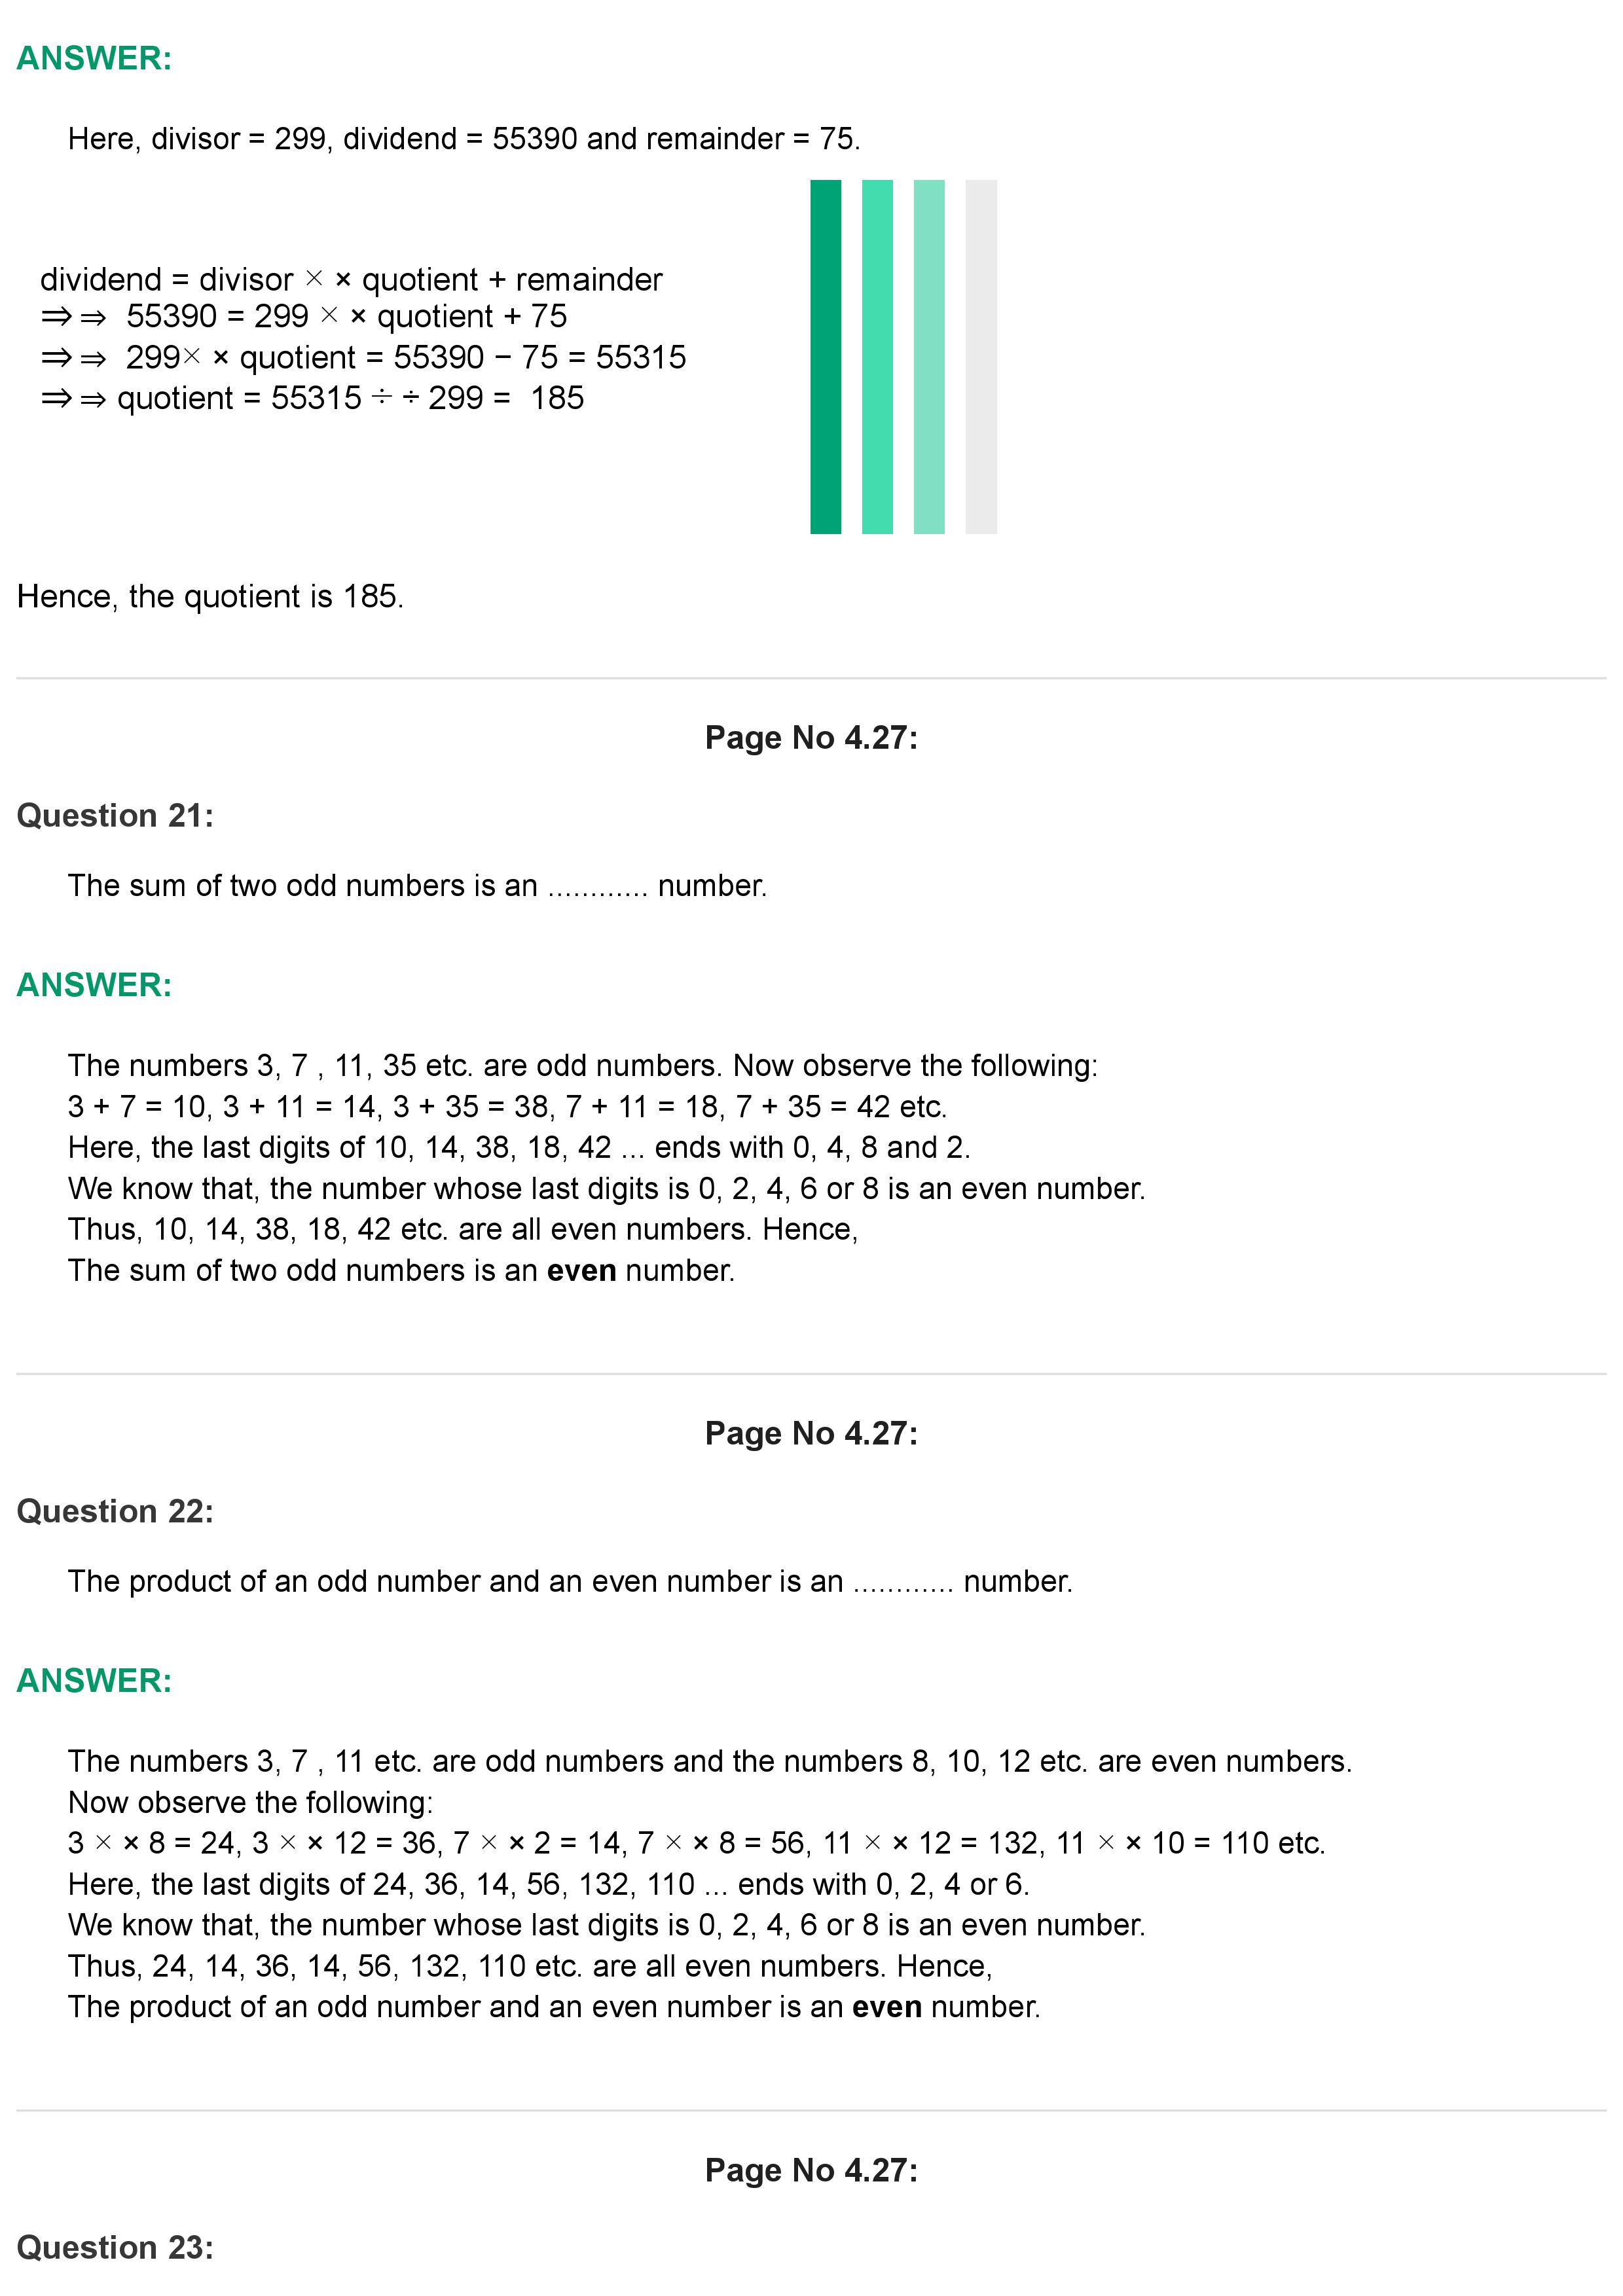 ANSWER:
Here, divisor = 299, dividend = 55390 and remainder = 75.
dividend = divisor × × quotient + remainder
⇒⇒ 55390 = 299 × × quotient + 75
⇒⇒ 299× × quotient = 55390 − 75 = 55315
⇒⇒ quotient = 55315 ÷ ÷ 299 = 185
Hence, the quotient is 185.
Page No 4.27:
Question 21:
The sum of two odd numbers is an ............ number.
ANSWER:
The numbers 3, 7 , 11, 35 etc. are odd numbers. Now observe the following:
3 + 7 = 10, 3 + 11 = 14, 3 + 35 = 38, 7 + 11 = 18, 7 + 35 = 42 etc.
Here, the last digits of 10, 14, 38, 18, 42 ... ends with 0, 4, 8 and 2.
We know that, the number whose last digits is 0, 2, 4, 6 or 8 is an even number.
Thus, 10, 14, 38, 18, 42 etc. are all even numbers. Hence,
The sum of two odd numbers is an even number.
Page No 4.27:
Question 22:
The product of an odd number and an even number is an ............ number.
ANSWER:
The numbers 3, 7 , 11 etc. are odd numbers and the numbers 8, 10, 12 etc. are even numbers.
Now observe the following:
3 × × 8 = 24, 3 × × 12 = 36, 7 × × 2 = 14, 7 × × 8 = 56, 11 × × 12 = 132, 11 × × 10 = 110 etc.
Here, the last digits of 24, 36, 14, 56, 132, 110 ... ends with 0, 2, 4 or 6.
We know that, the number whose last digits is 0, 2, 4, 6 or 8 is an even number.
Thus, 24, 14, 36, 14, 56, 132, 110 etc. are all even numbers. Hence,
The product of an odd number and an even number is an even number.
Page No 4.27:
Question 23: